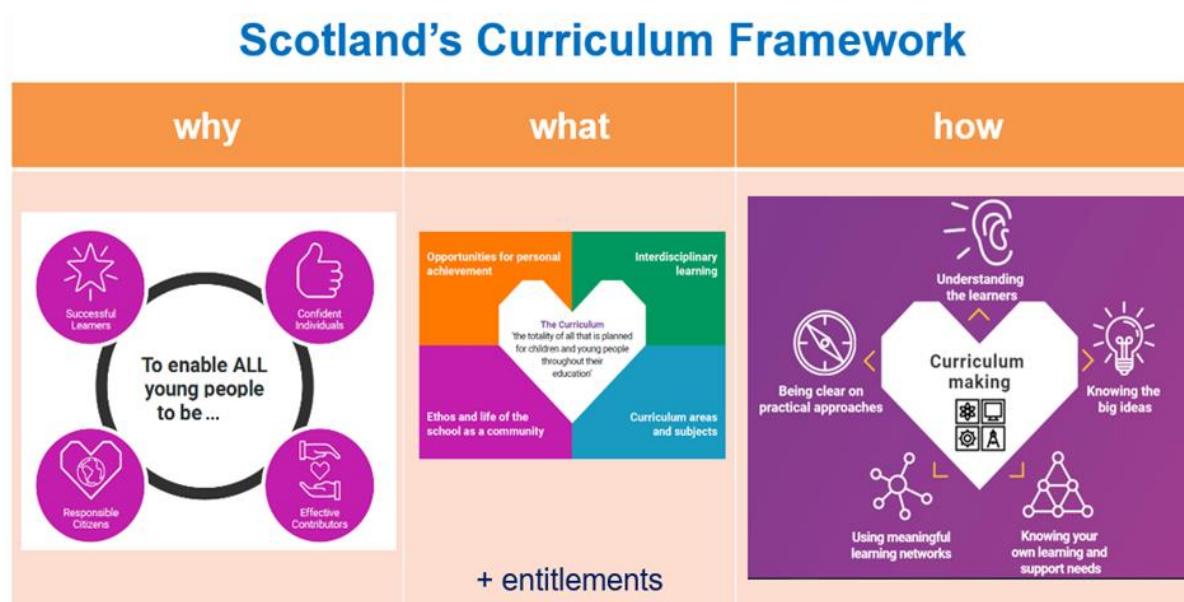 Scotland's Curriculum Framework
why
what
how
Successful
Learners
Confident
Individuals
To enable ALL
young people
to be ...
Responsible
Citizens
Effective
Contributors
Opportunities for personal
achievement
Interdisciplinary
learning
The Curriculum
'the totality of all that is planned
for children and young people
throughout their
education'
Ethos and life of the
school as a community
Curriculum areas
and subjects
+ entitlements
Understanding
the learners
Curriculum
making
Being clear on
practical approaches
Knowing the
big ideas
Using meaningful
learning networks
Knowing your
own learning and
support needs